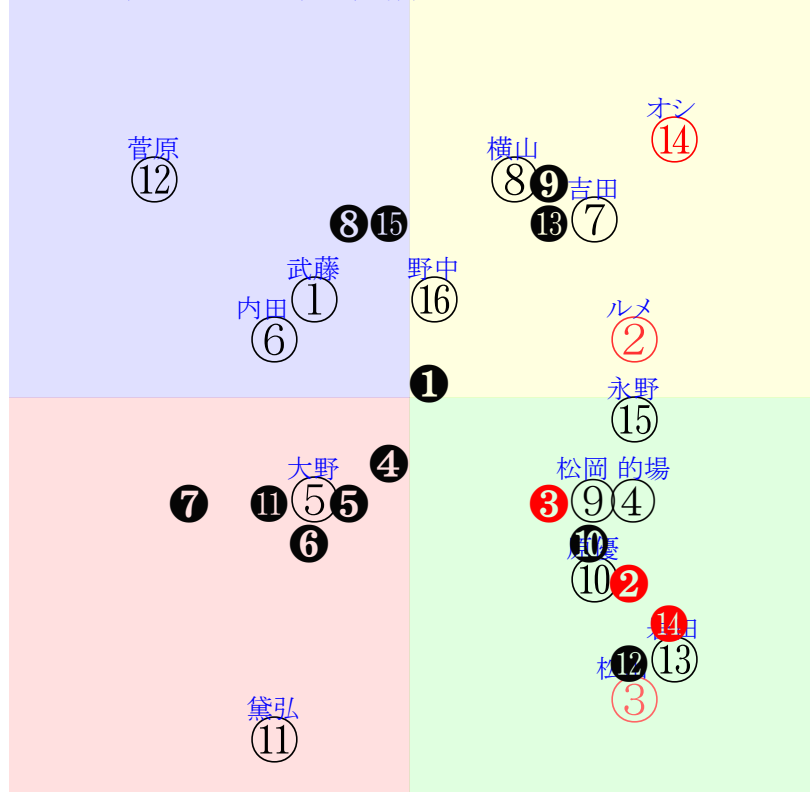 オシ
⑭
菅原
⑫
横山
⑧
❾
吉田
⑦
❽
⓯
⓭
武藤
①
野中
⑯
内田
⑥
ルメ
②
❶
永野
⑮
❹
大野
⑤
❺
松岡
⑨
的場
④
❼
⓫
❸
❻
❿
原優
⑩
❷
⓮
⑬
⓬
③
黛弘
⑪